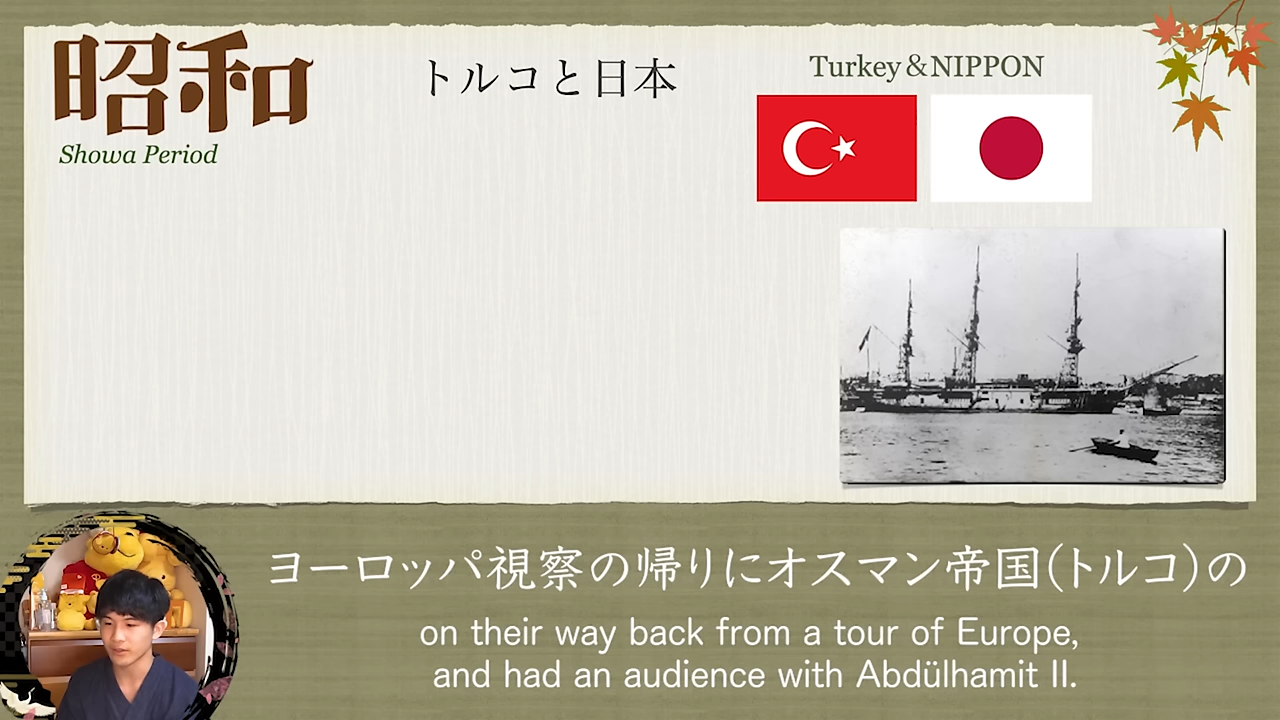 昭和
Showa Period
トルコと日本
Turkey＆NIPPON
ヨーロッパ視察の帰りにオスマン帝国(トルコ)の
on their way back from a tour of Europe,
and had an audience with Abdülhamit II.